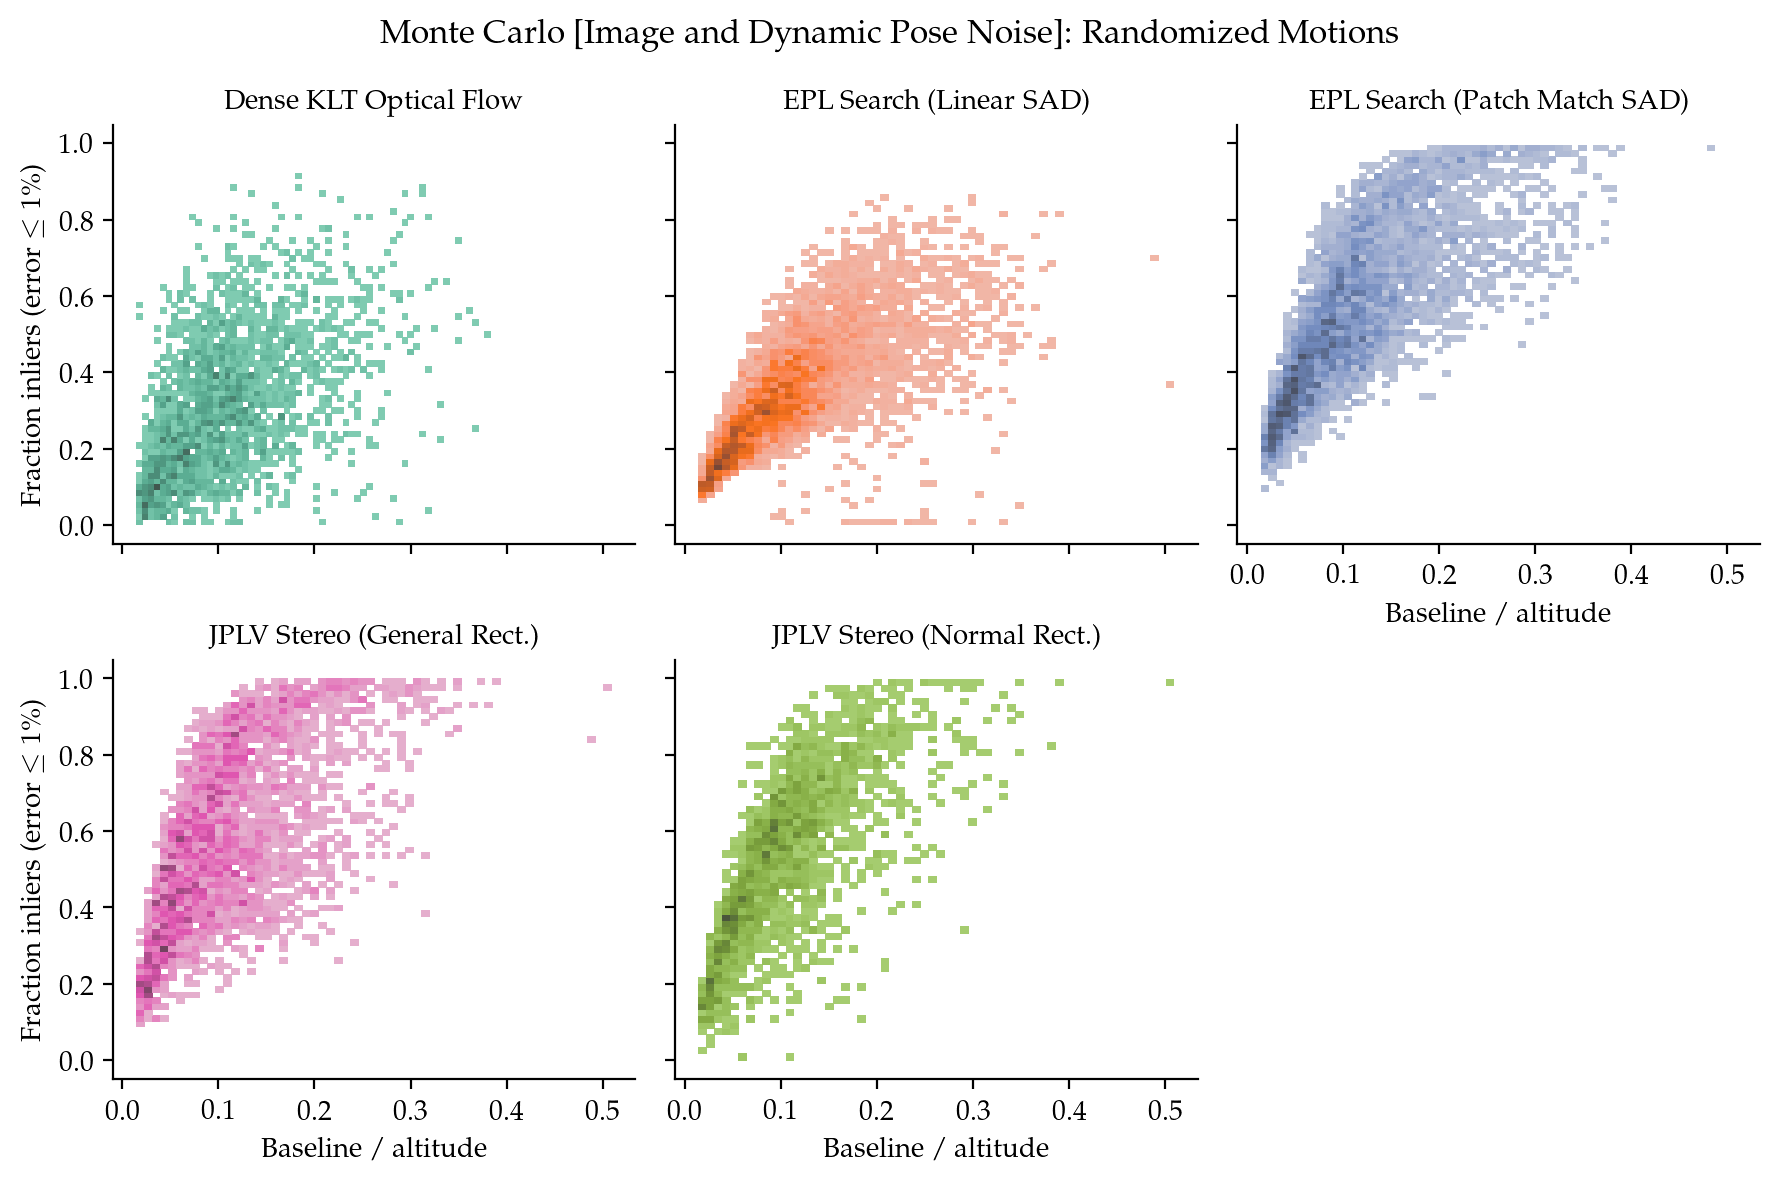 Monte Carlo [Image and Dynamic Pose Noise]: Randomized Motions
Dense KLT Optical Flow
EPL Search (Linear SAD)
EPL Search (Patch Match SAD)
Fraction inliers (error ≤ 1%)
1.0
0.8
0.6
0.4
0.2
0.0
0.0 0.1 0.2 0.3 0.4 0.5
Baseline / altitude
JPLV Stereo (General Rect.)
JPLV Stereo (Normal Rect.)
Fraction inliers (error ≤ 1%)
1.0
0.8
0.6
0.4
0.2
0.0
0.0 0.1 0.2 0.3 0.4 0.5
0.0 0.1 0.2 0.3 0.4 0.5
Baseline / altitude
Baseline / altitude